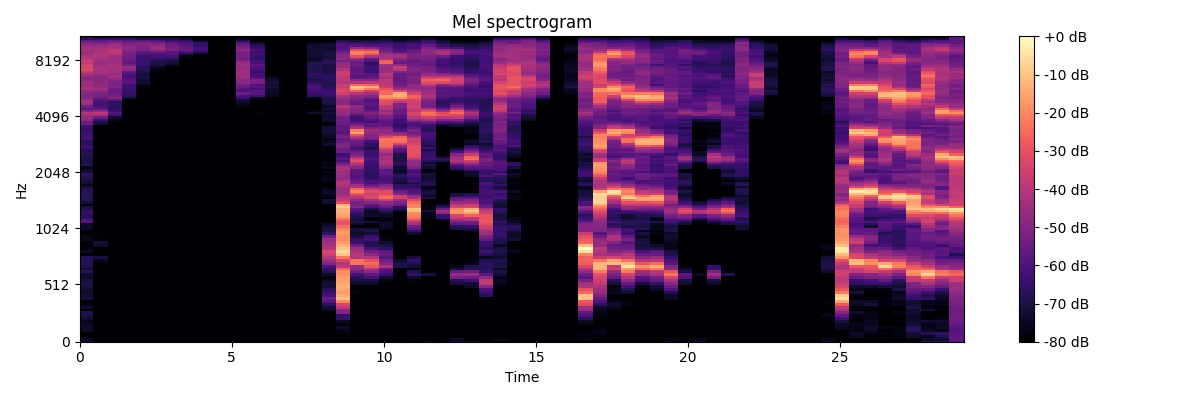 Mel spectrogram
+0 dB
8192
-10 dB
-20 dB
4096
-30 dB
Hz
2048
-40 dB
-50 dB
1024
-60 dB
512
-70 dB
0
-80 dB
0 5 10 15 20 25
Time